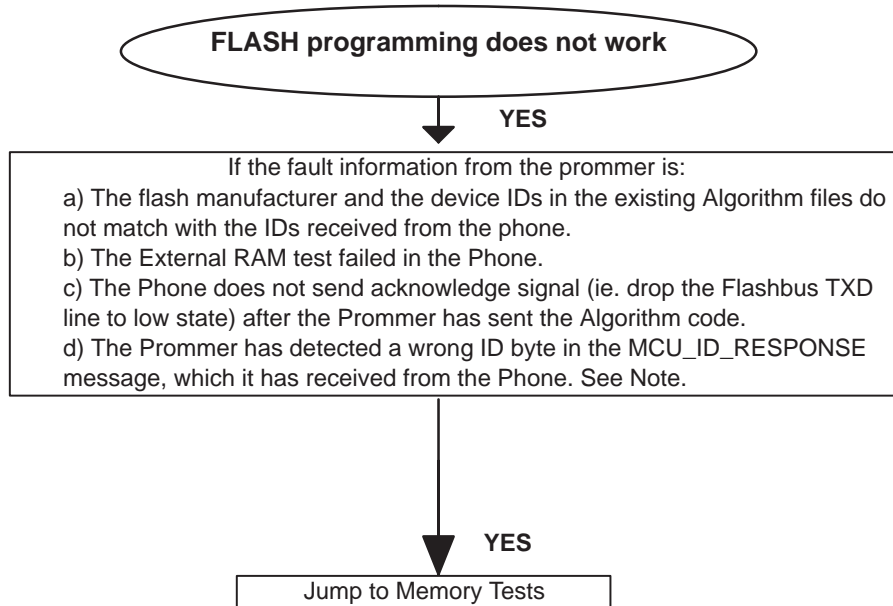 FLASH programming does not work
YES
If the fault information from the prommer is:
a) The flash manufacturer and the device IDs in the existing Algorithm files do
not match with the IDs received from the phone.
b) The External RAM test failed in the Phone.
c) The Phone does not send acknowledge signal (ie. drop the Flashbus TXD
line to low state) after the Prommer has sent the Algorithm code.
d) The Prommer has detected a wrong ID byte in the MCU_ID_RESPONSE
message, which it has received from the Phone. See Note.
YES
Jump to Memory Tests